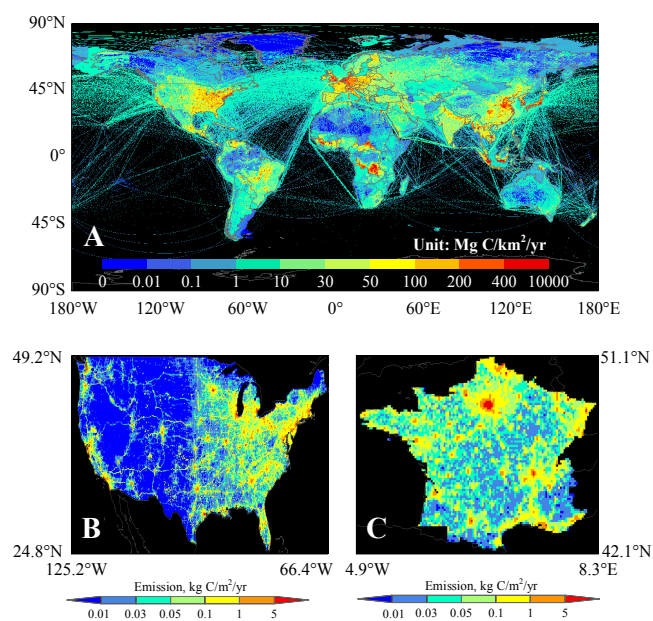 90°N
45°N
0°
45°S
90°S
A
Unit: Mg C/km²/yr
0 0.01 0.1 1 10 30 50 100 200 400 10000
180°W 120°W 60°W 0° 60°E 120°E 180°E
49.2°N
24.8°N
B
125.2°W 66.4°W
Emission, kg C/m²/yr
0.01 0.03 0.05 0.1 1 5
51.1°N
42.1°N
C
4.9°W 8.3°E
Emission, kg C/m²/yr
0.01 0.03 0.05 0.1 1 5